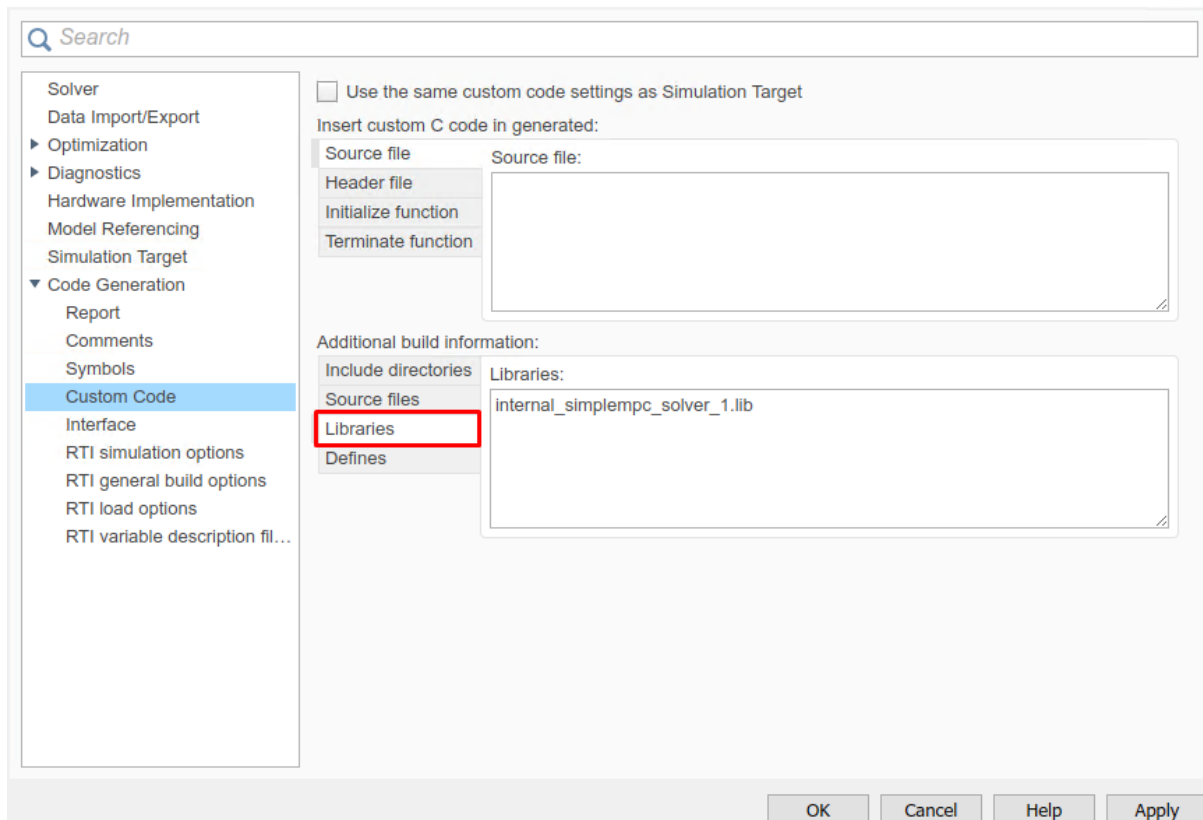 Search
Solver
Data Import/Export
Optimization
Diagnostics
Hardware Implementation
Model Referencing
Simulation Target
Code Generation
Report
Comments
Symbols
Custom Code
Interface
RTI simulation options
RTI general build options
RTI load options
RTI variable description fil...
Use the same custom code settings as Simulation Target
Insert custom C code in generated:
Source file
Header file
Initialize function
Terminate function
Source file:
Additional build information:
Include directories
Source files
Libraries
Defines
Libraries:
internal_simplempc_solver_1.lib
OK
Cancel
Help
Apply